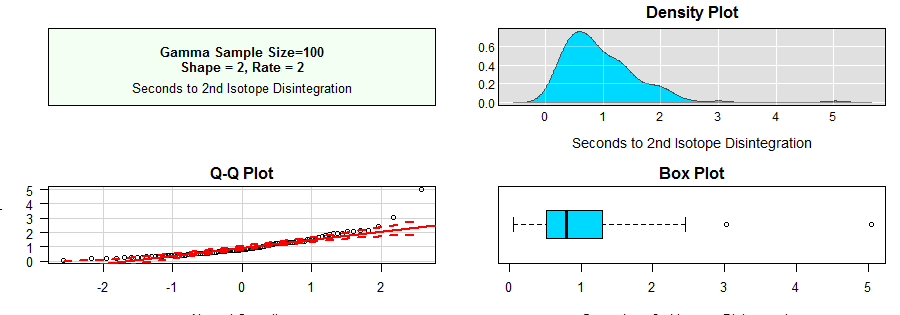 Gamma Sample Size=100
Shape = 2, Rate = 2
Seconds to 2nd Isotope Disintegration
Density Plot
0.6
0.4
0.2
0.0
0 1 2 3 4 5
Seconds to 2nd Isotope Disintegration
Q-Q Plot
5
4
3
2
1
0
-2 -1 0 1 2
Box Plot
0 1 2 3 4 5